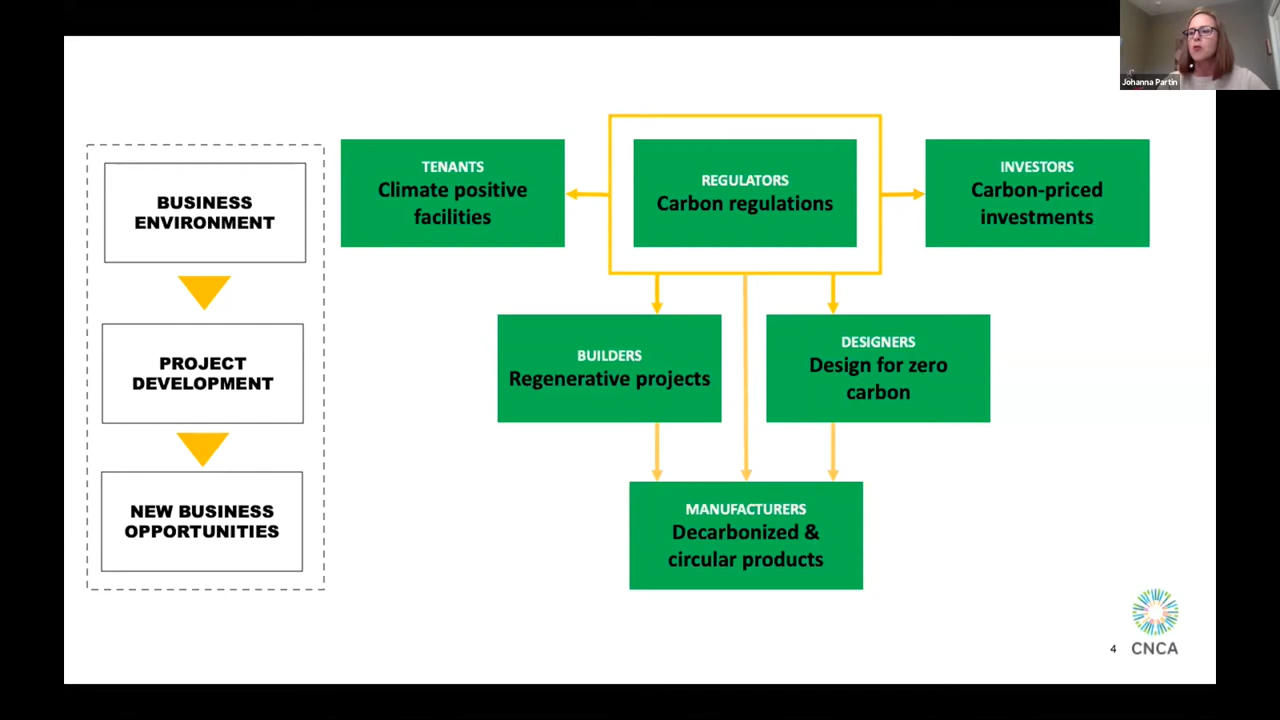 Johanna Partin
BUSINESS
ENVIRONMENT
PROJECT
DEVELOPMENT
NEW BUSINESS
OPPORTUNITIES
TENANTS
Climate positive
facilities
REGULATORS
Carbon regulations
INVESTORS
Carbon-priced
investments
BUILDERS
Regenerative projects
DESIGNERS
Design for zero
carbon
MANUFACTURERS
Decarbonized &
circular products
4
CNCA